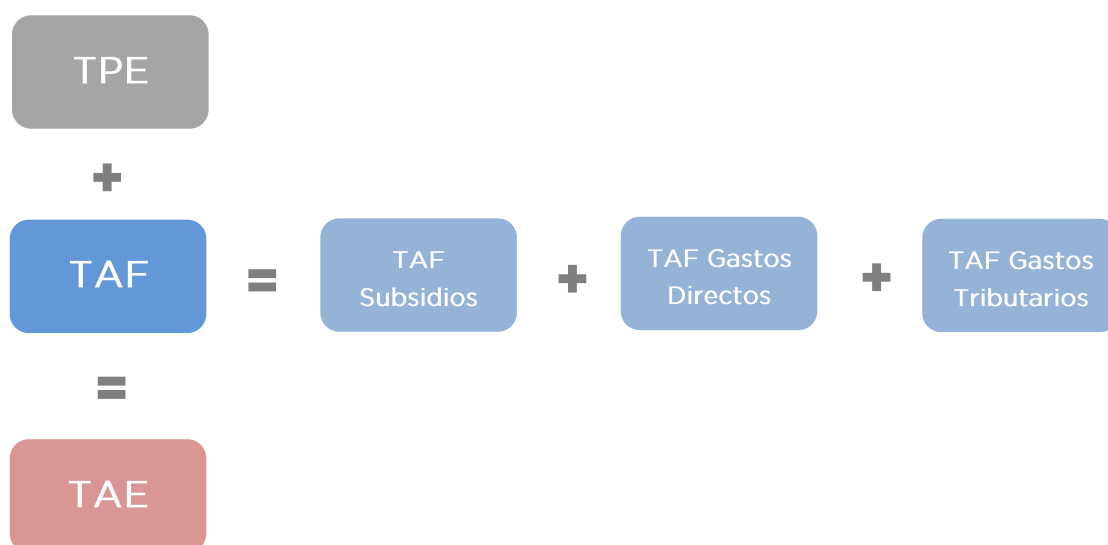 TPE
+
TAF
=
TAF
Subsidios
+
TAF Gastos
Directos
+
TAF Gastos
Tributarios
=
TAE